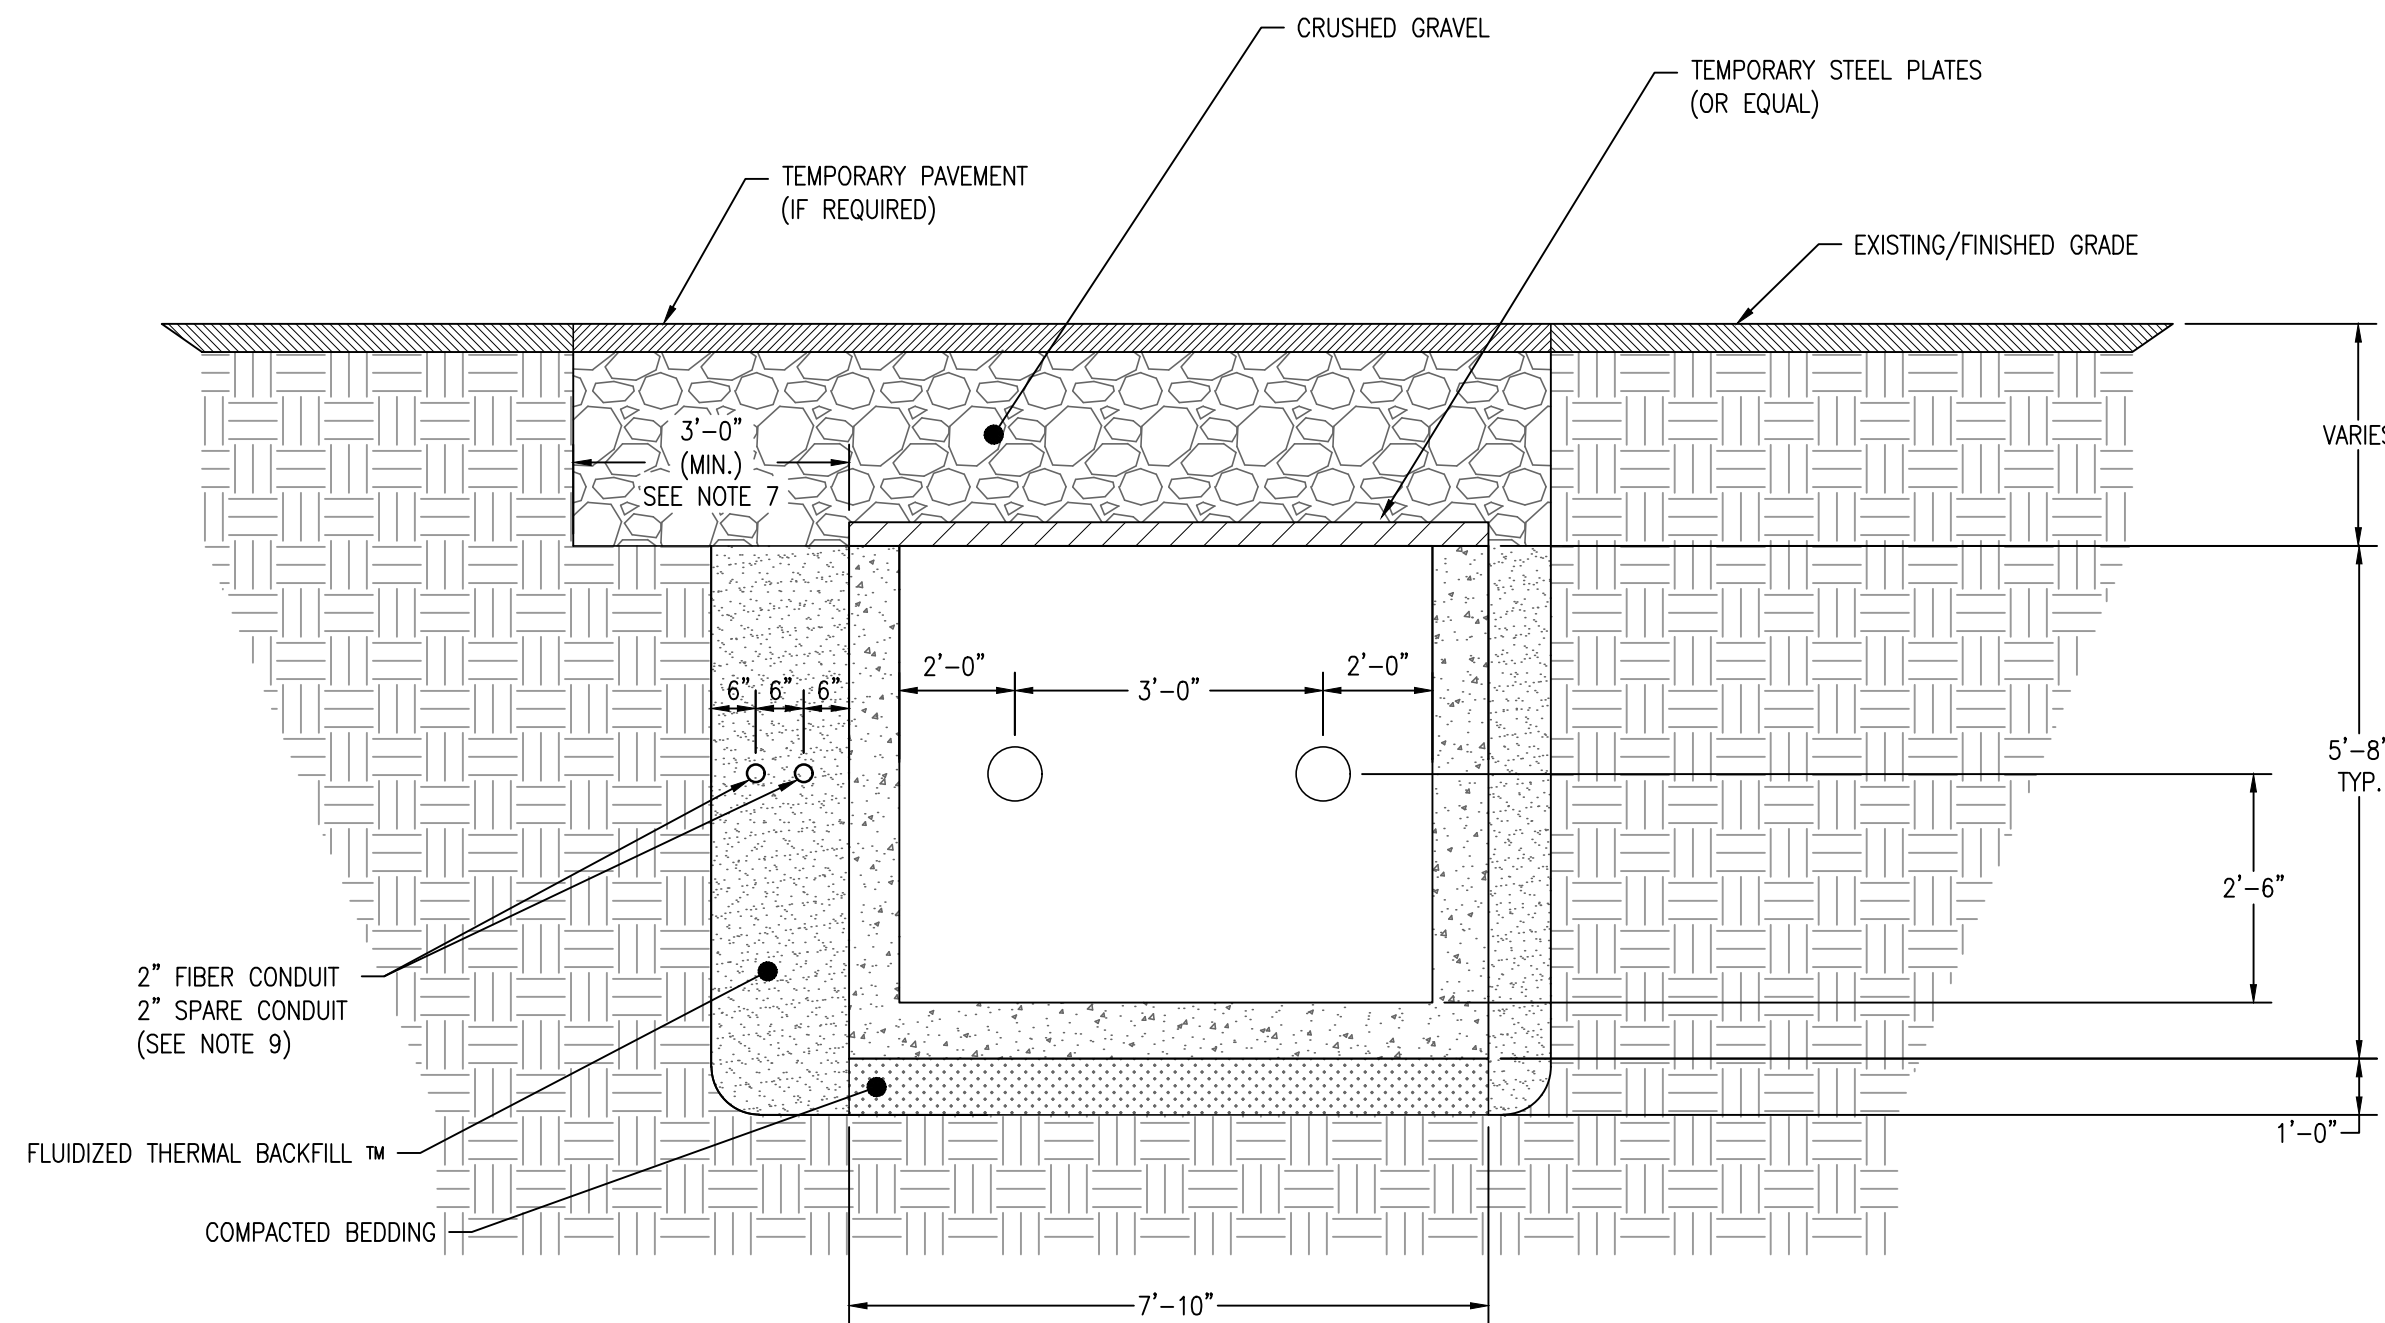 CRUSHED GRAVEL
TEMPORARY STEEL PLATES
(OR EQUAL)
TEMPORARY PAVEMENT
(IF REQUIRED)
EXISTING/FINISHED GRADE
3'-0"
(MIN.)
SEE NOTE 7
VARIES
2'-0"
3'-0"
2'-0"
6"
6"
6"
5'-8"
TYP.
2'-6"
2" FIBER CONDUIT
2" SPARE CONDUIT
(SEE NOTE 9)
FLUIDIZED THERMAL BACKFILL ™
1'-0"
COMPACTED BEDDING
7'-10"